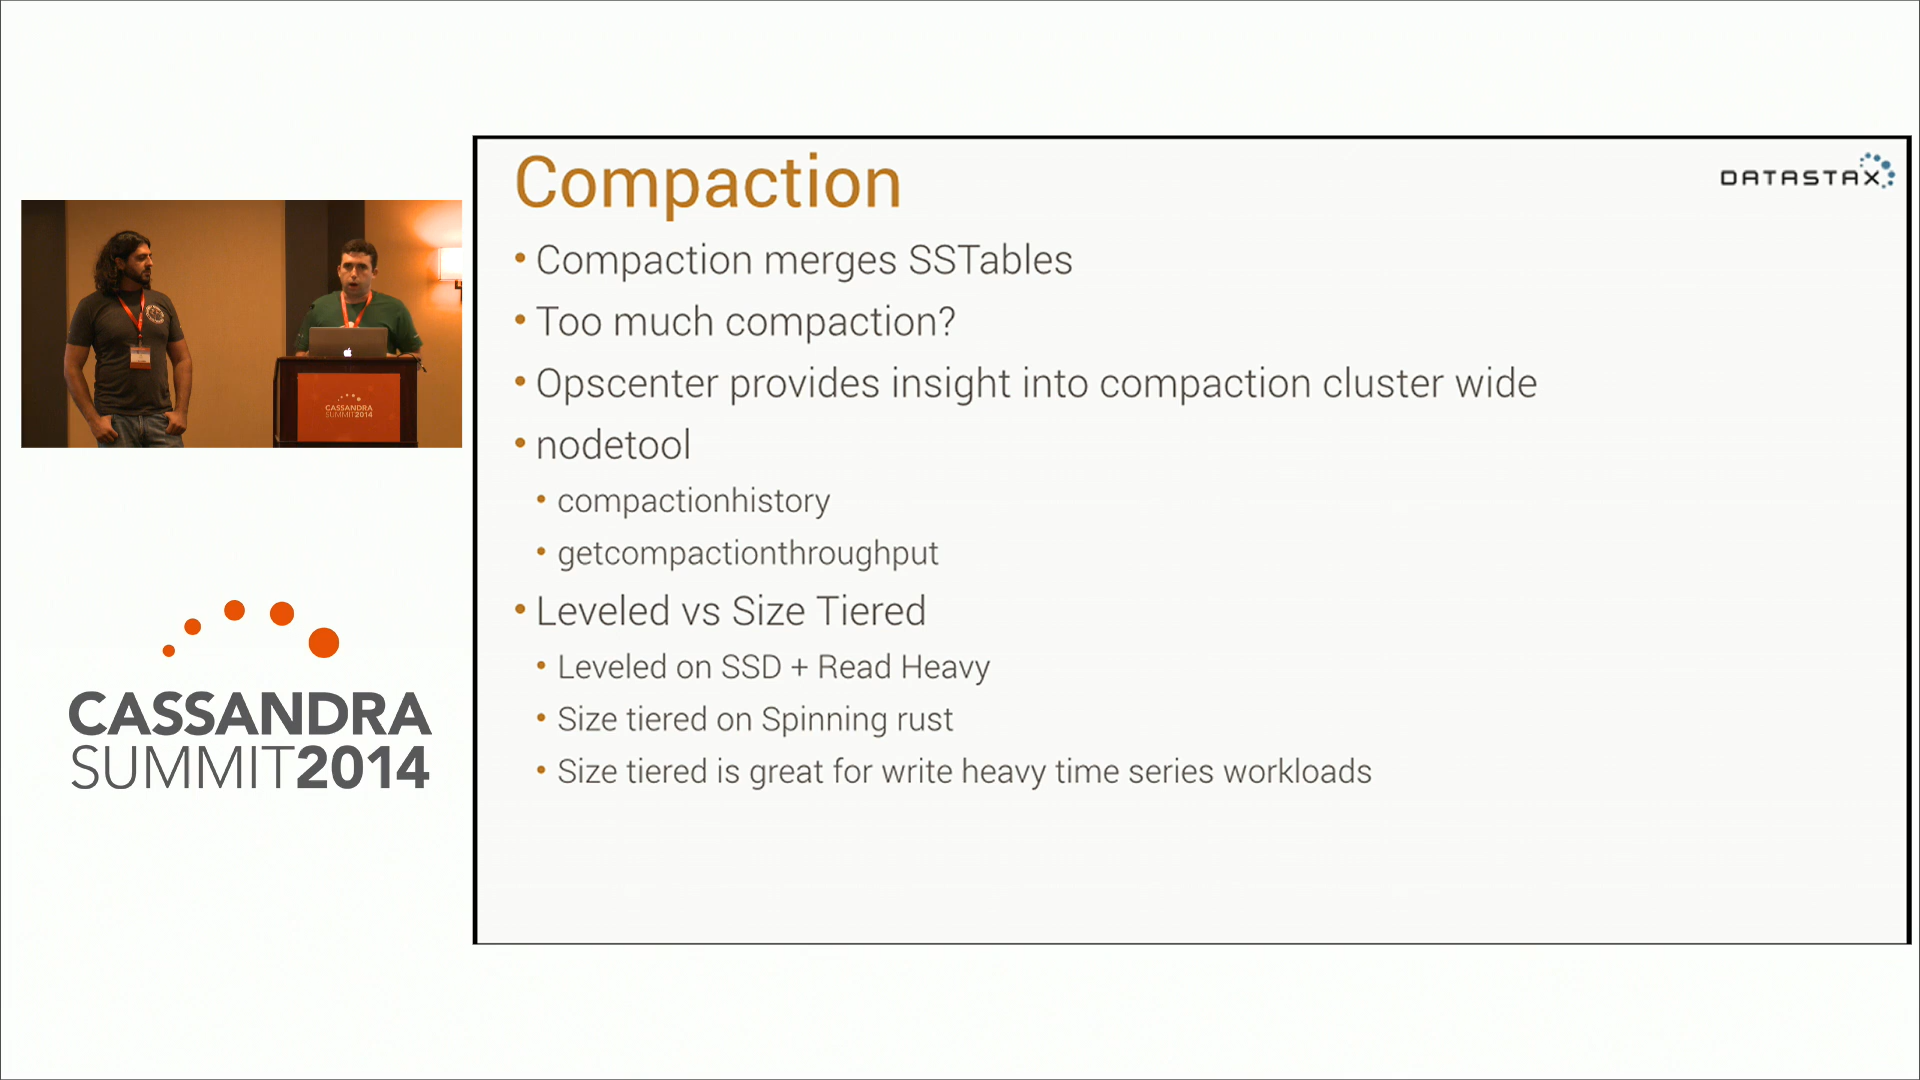 Compaction
DATASTAX
• Compaction merges SSTables
• Too much compaction?
• Opscenter provides insight into compaction cluster wide
• nodetool
• compactionhistory
• getcompactionthroughput
• Leveled vs Size Tiered
• Leveled on SSD + Read Heavy
• Size tiered on Spinning rust
• Size tiered is great for write heavy time series workloads
CASSANDRA
SUMMIT2014
CASSANDRA
SUMMIT2014